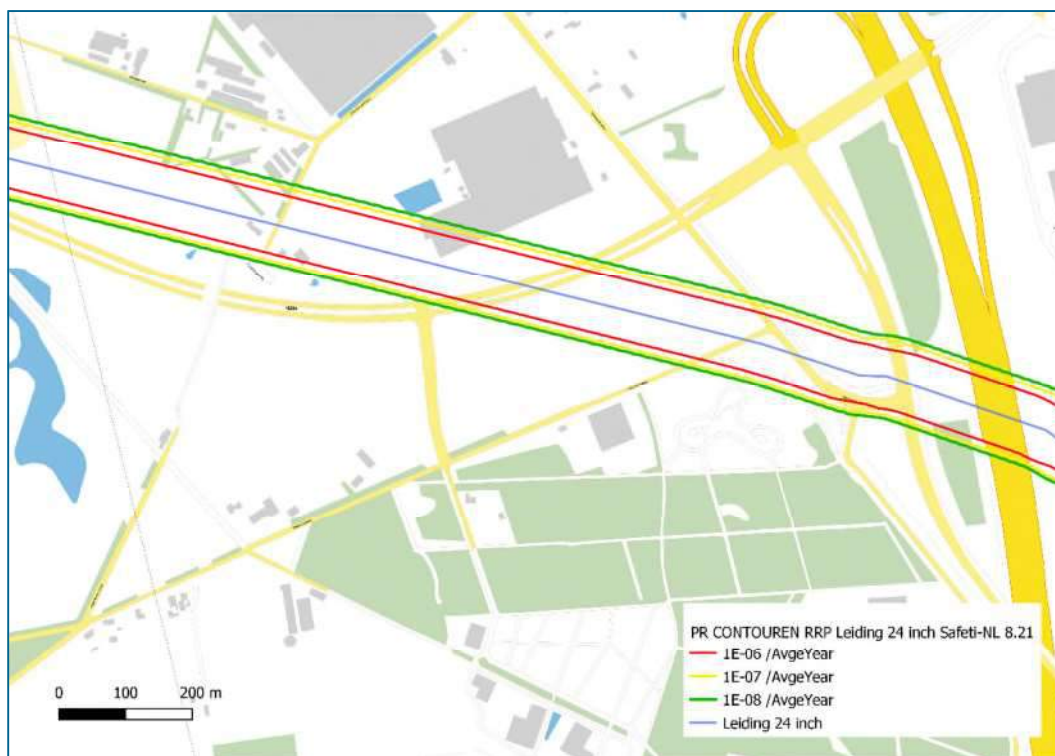 PR CONTOUREN RRP Leiding 24 inch Safeti-NL 8.21
1E-06 /AvgeYear
1E-07 /AvgeYear
1E-08 /AvgeYear
Leiding 24 inch
0 100 200 m